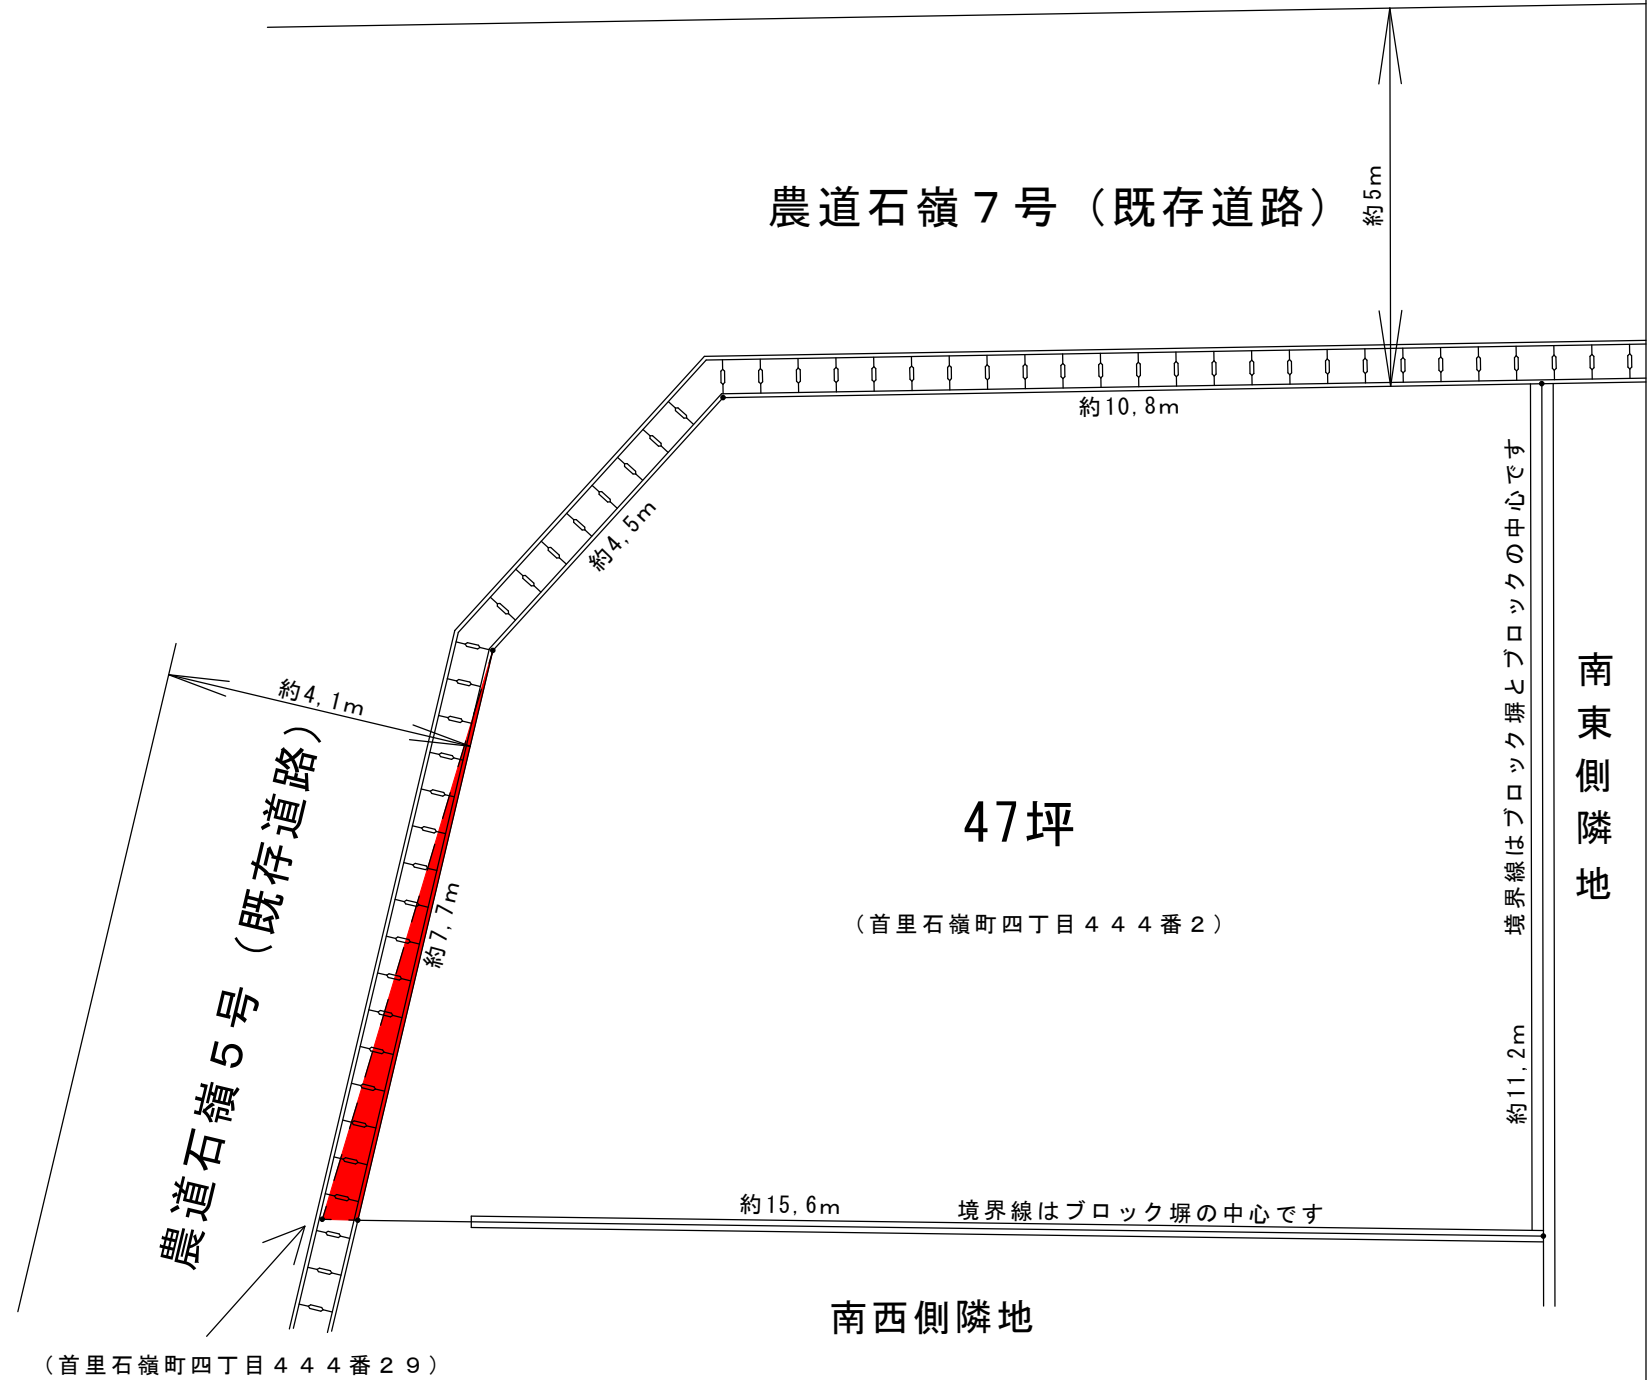 農道石嶺７号（既存道路）
約5m
約10,8m
約4,5m
約4,1m
農道石嶺５号（既存道路）
約7,7m
47坪
（首里石嶺町四丁目４４４番２）
境界線はブロック塀とブロックの中心です
約11,2m
南東側隣地
約15,6m
境界線はブロック塀の中心です
南西側隣地
（首里石嶺町四丁目４４４番２９）